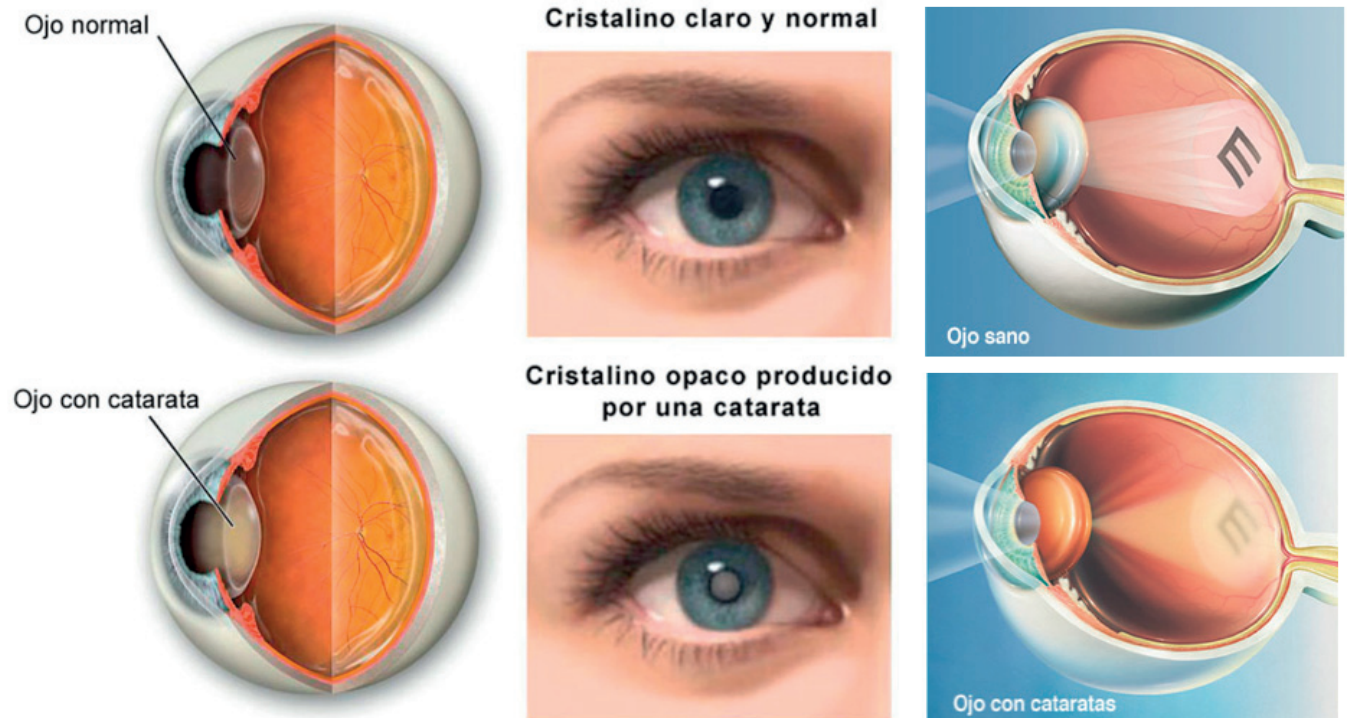 Ojo normal
Cristalino claro y normal
E
Ojo sano
Ojo con catarata
Cristalino opaco producido
por una catarata
E
Ojo con cataratas